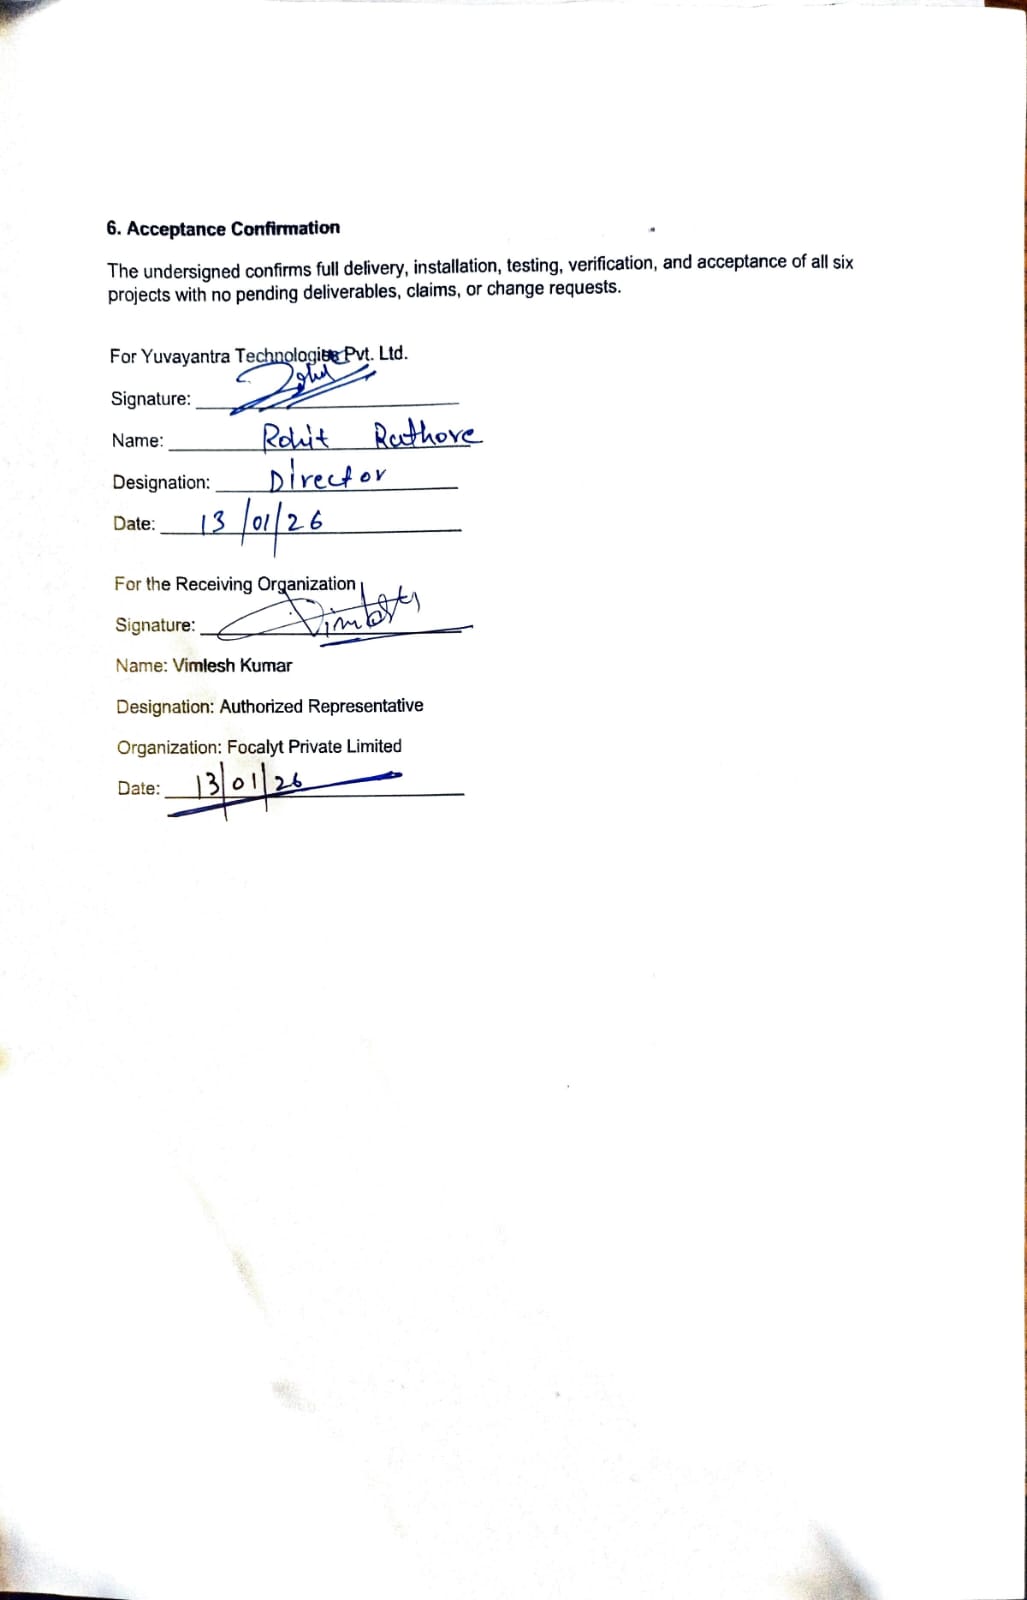 6. Acceptance Confirmation
The undersigned confirms full delivery, installation, testing, verification, and acceptance of all six
projects with no pending deliverables, claims, or change requests.
For Yuvayantra Technologies Pvt. Ltd.
Signature:
Name: Rohit Rathore
Designation: Director
Date: 13/01/26
For the Receiving Organization
Signature: Vimlesh
Name: Vimlesh Kumar
Designation: Authorized Representative
Organization: Focalyt Private Limited
Date: 13/01/26